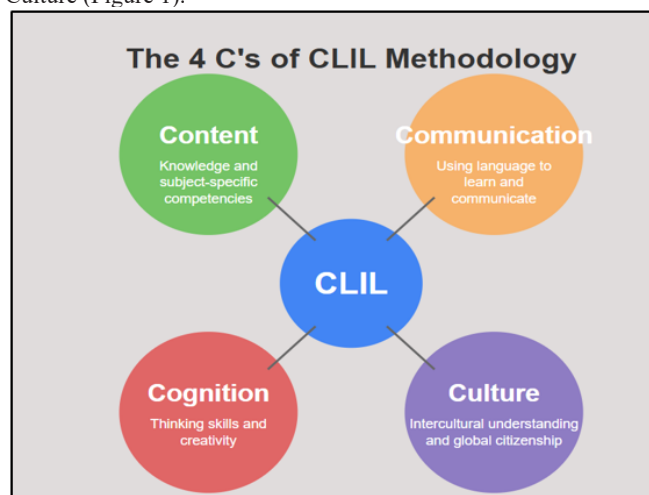 Culture (Figure 1).
The 4 C's of CLIL Methodology
Content
Knowledge and
subject-specific
competencies
Communication
Using language to
learn and
communicate
CLIL
Cognition
Thinking skills and
creativity
Culture
Intercultural understanding
and global citizenship